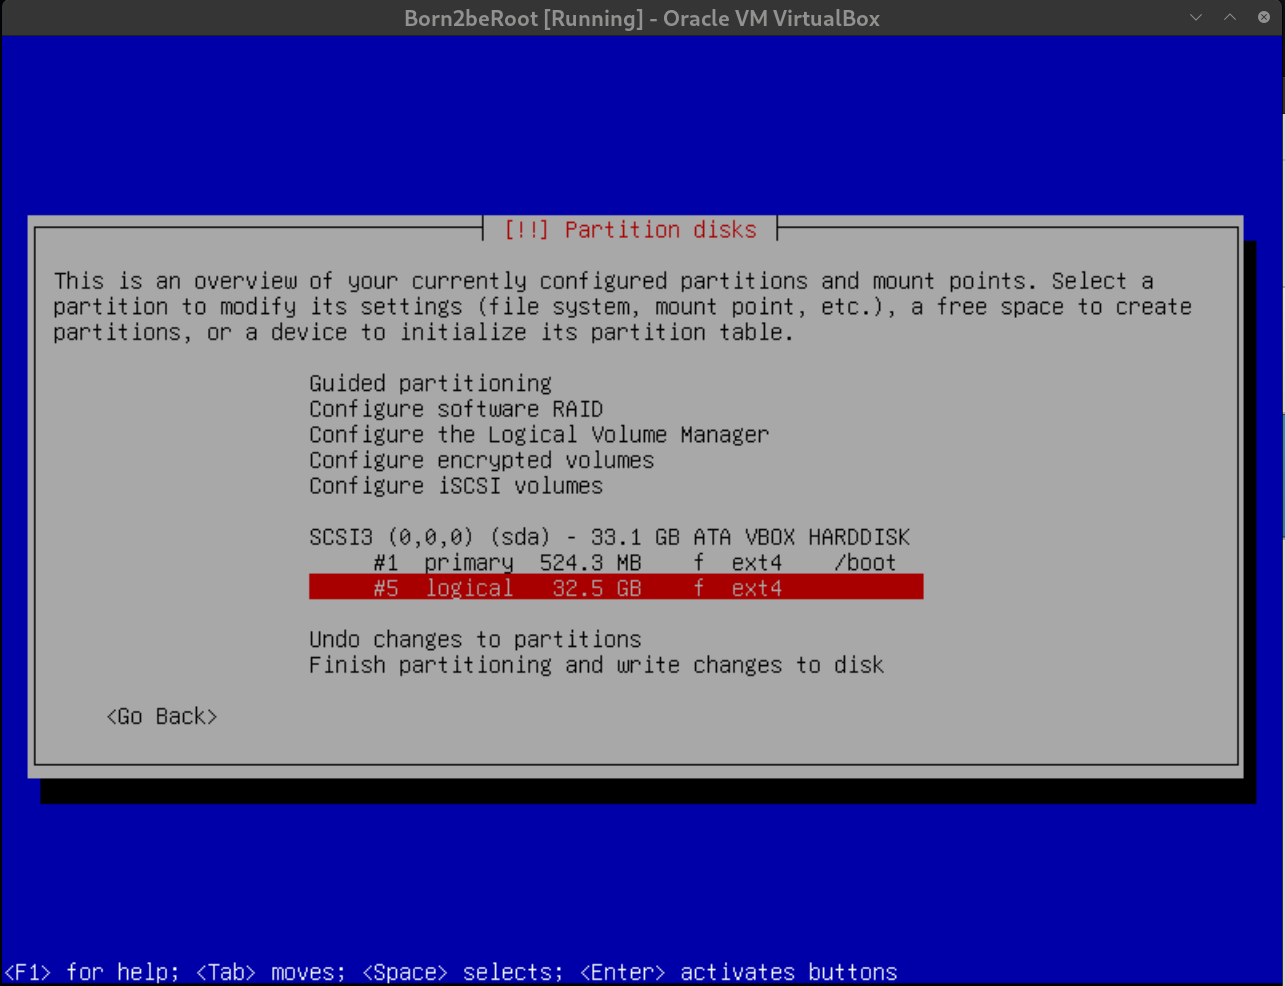 Born2beRoot [Running] - Oracle VM VirtualBox
[!!] Partition disks
This is an overview of your currently configured partitions and mount points. Select a
partition to modify its settings (file system, mount point, etc.), a free space to create
partitions, or a device to initialize its partition table.
Guided partitioning
Configure software RAID
Configure the Logical Volume Manager
Configure encrypted volumes
Configure iSCSI volumes
SCSI3 (0,0,0) (sda) - 33.1 GB ATA VBOX HARDDISK
#1 primary 524.3 MB f ext4 /boot
#5 logical 32.5 GB f ext4
Undo changes to partitions
Finish partitioning and write changes to disk
<Go Back>
<F1> for help; <Tab> moves; <Space> selects; <Enter> activates buttons